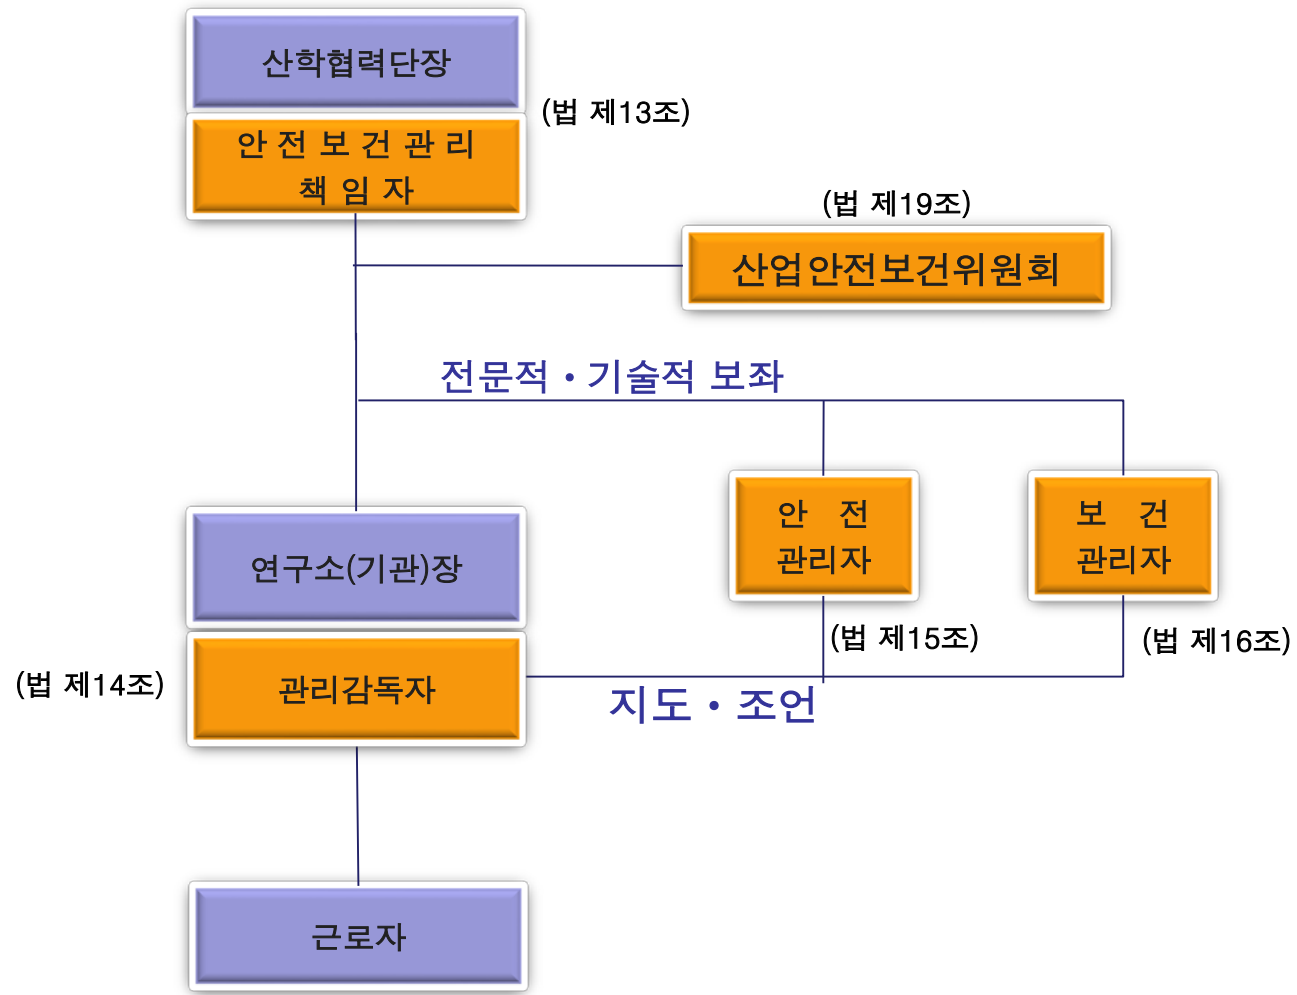 산학협력단장
(법 제13조)
안 전 보 건 관 리
책 임 자
(법 제19조)
산업안전보건위원회
전문적・기술적 보좌
안 전
관리자
보 건
관리자
연구소(기관)장
(법 제15조)
(법 제16조)
(법 제14조)
관리감독자
지도・조언
근로자